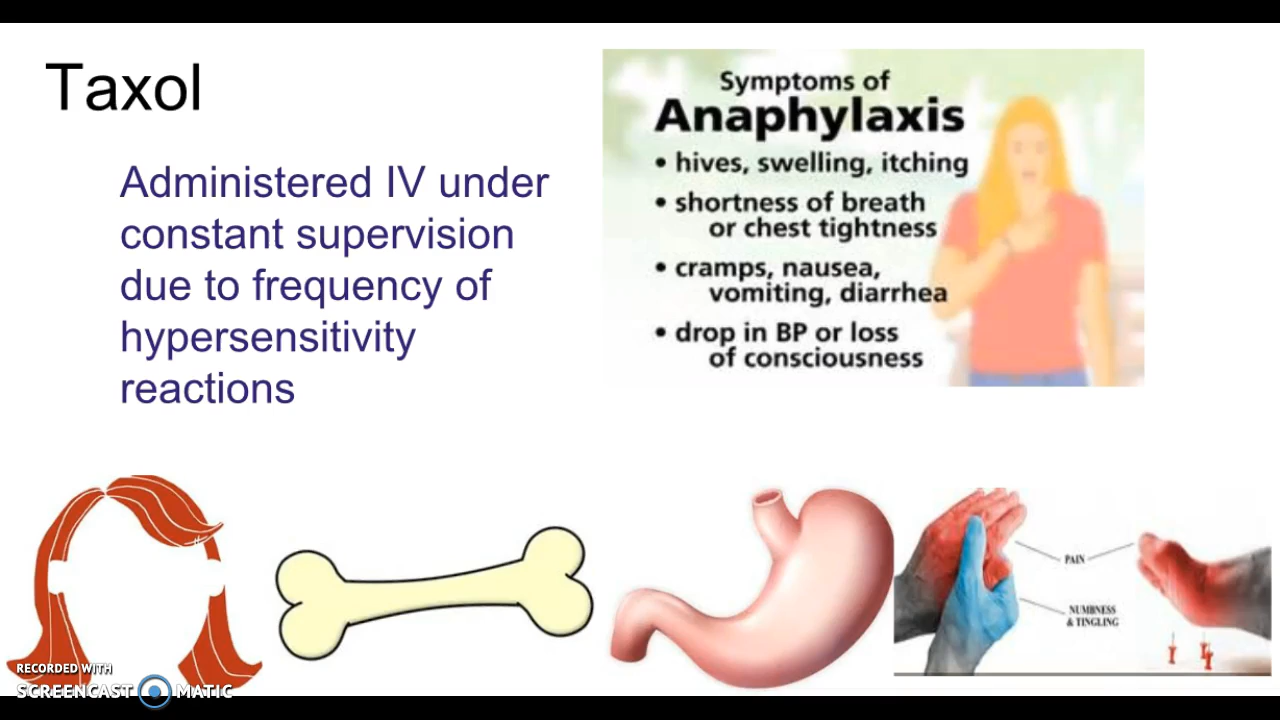 Taxol
Administered IV under
constant supervision
due to frequency of
hypersensitivity
reactions
Symptoms of
Anaphylaxis
• hives, swelling, itching
• shortness of breath
or chest tightness
• cramps, nausea,
vomiting, diarrhea
• drop in BP or loss
of consciousness
PAIN
NUMBNESS
& TINGLING
RECORDED WITH
SCREENCAST MATIC